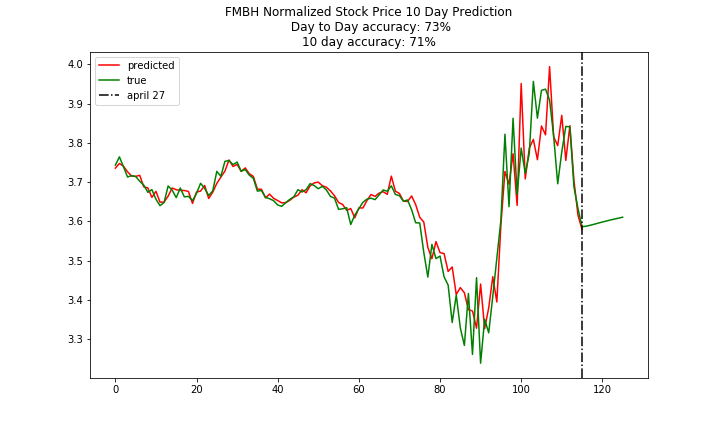 FMBH Normalized Stock Price 10 Day Prediction
Day to Day accuracy: 73%
10 day accuracy: 71%
predicted
true
april 27
4.0
3.9
3.8
3.7
3.6
3.5
3.4
3.3
0 20 40 60 80 100 120